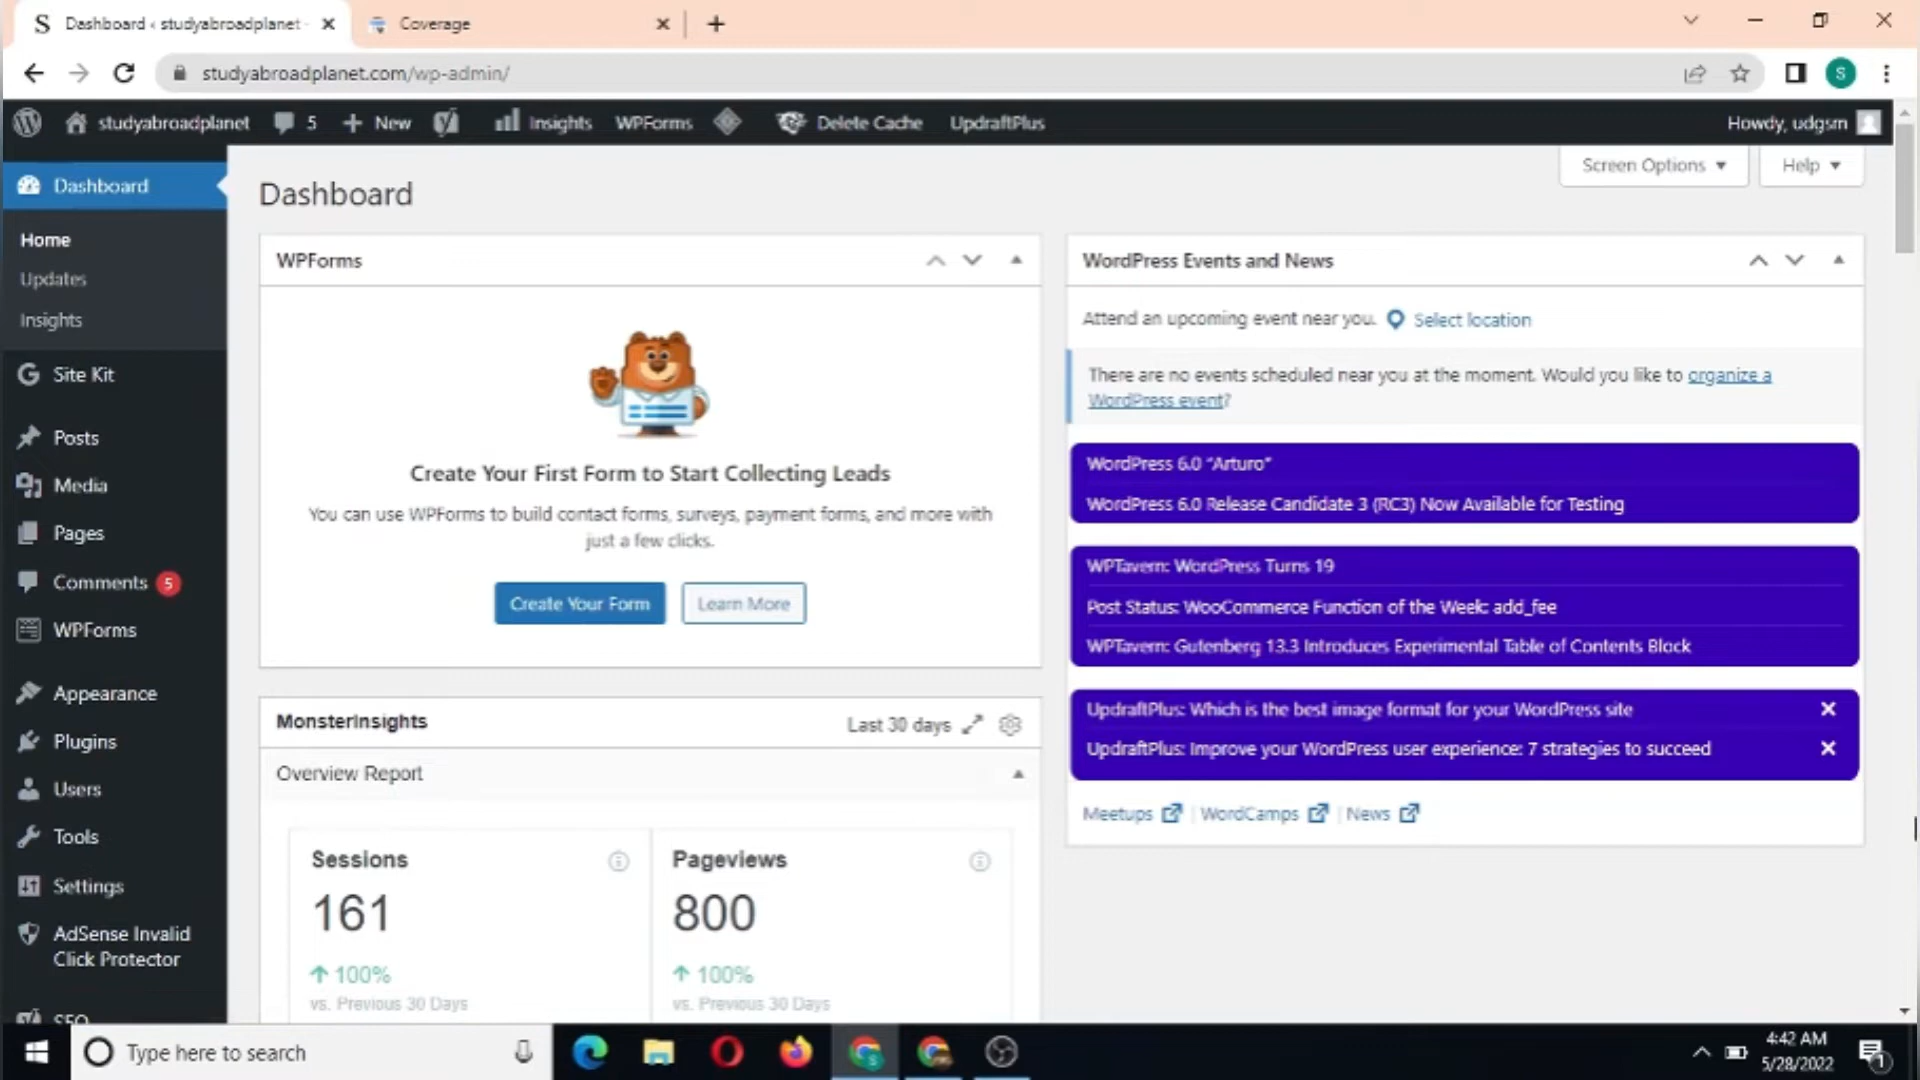 Dashboard ‹ studyabroadplanet -
Coverage
studyabroadplanet.com/wp-admin/
S
studyabroadplanet
5
New
Insights
WPForms
Delete Cache
UpdraftPlus
Howdy, udgsm
Dashboard
Home
Updates
Insights
Site Kit
Posts
Media
Pages
Comments 5
WPForms
Appearance
Plugins
Users
Tools
Settings
AdSense Invalid
Click Protector
SEO
Screen Options
Help
Dashboard
WPForms
Create Your First Form to Start Collecting Leads
You can use WPForms to build contact forms, surveys, payment forms, and more with
just a few clicks.
Create Your Form
Learn More
MonsterInsights
Last 30 days
Overview Report
Sessions
161
100%
vs. Previous 30 Days
Pageviews
800
100%
vs. Previous 30 Days
WordPress Events and News
Attend an upcoming event near you.
Select location
There are no events scheduled near you at the moment. Would you like to organize a
WordPress event?
WordPress 6.0 “Arturo”
WordPress 6.0 Release Candidate 3 (RC3) Now Available for Testing
WPTavern: WordPress Turns 19
Post Status: WooCommerce Function of the Week: add_fee
WPTavern: Gutenberg 13.3 Introduces Experimental Table of Contents Block
UpdraftPlus: Which is the best image format for your WordPress site
UpdraftPlus: Improve your WordPress user experience: 7 strategies to succeed
Meetups | WordCamps | News
Type here to search
4:42 AM
5/28/2022
1